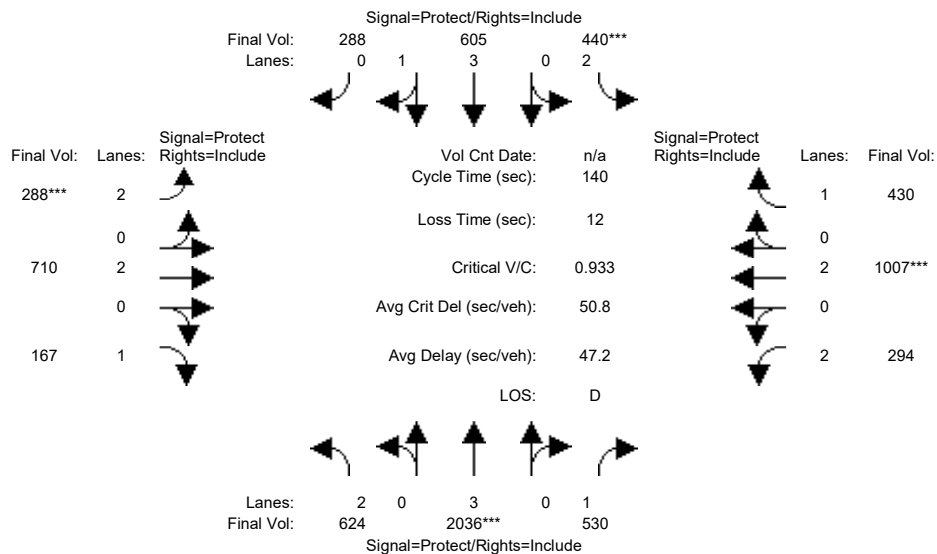 Signal=Protect/Rights=Include
Final Vol: 288 605 440***
Lanes: 0 1 3 0 2
Signal=Protect
Final Vol: Lanes: Rights=Include
Vol Cnt Date: n/a
Signal=Protect
Rights=Include Lanes: Final Vol:
Cycle Time (sec): 140
288*** 2 1 430
Loss Time (sec): 12
0 0
710 2 Critical V/C: 0.933 2 1007***
0 Avg Crit Del (sec/veh): 50.8 0
167 1 Avg Delay (sec/veh): 47.2 2 294
LOS: D
Lanes: 2 0 3 0 1
Final Vol: 624 2036*** 530
Signal=Protect/Rights=Include